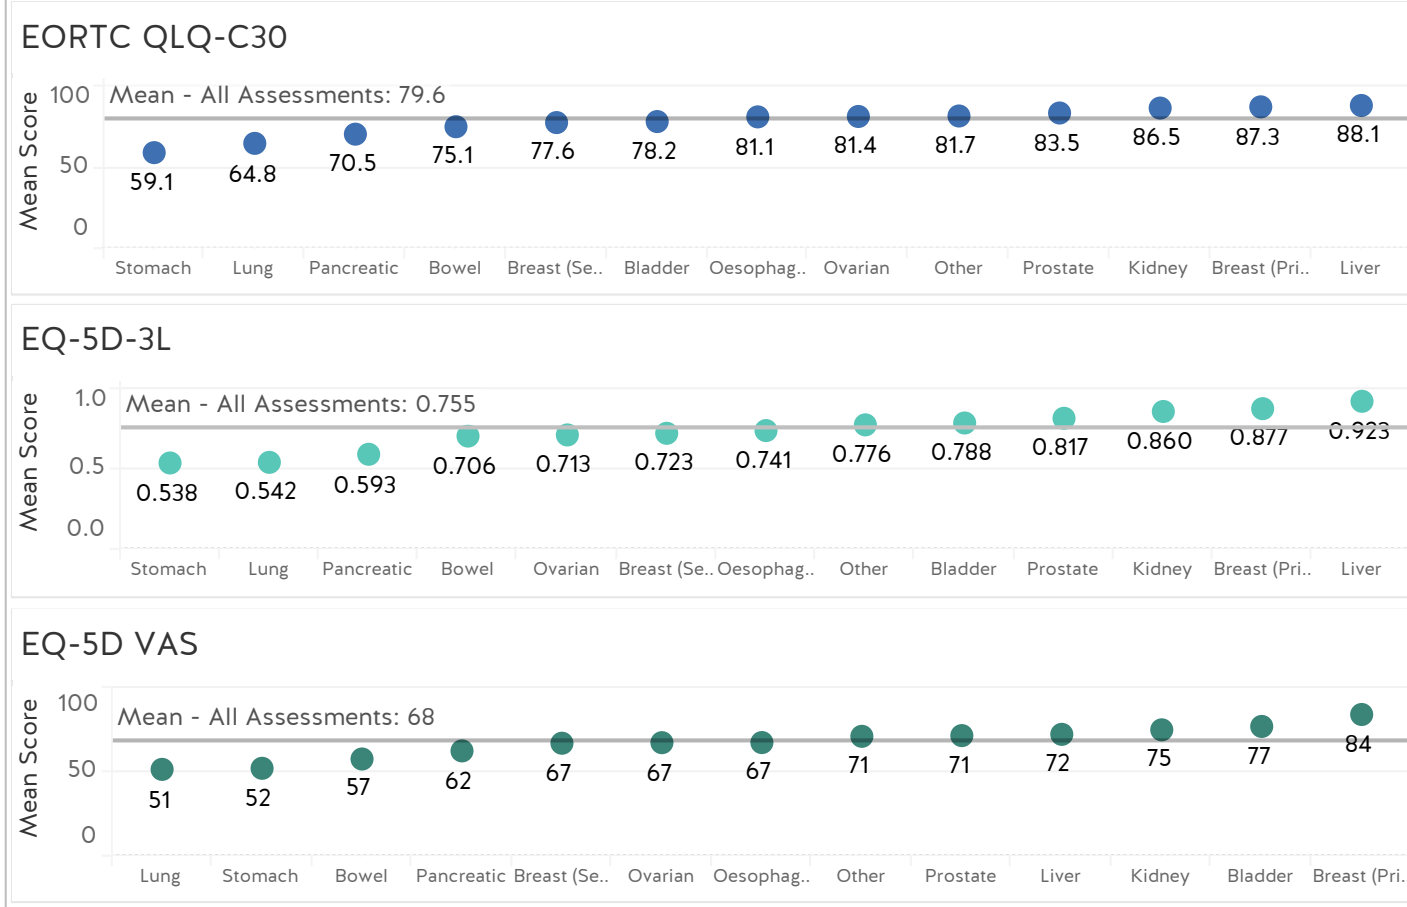 EORTC QLQ-C30
Mean Score
100
50
0
Mean - All Assessments: 79.6
59.1 64.8 70.5 75.1 77.6 78.2 81.1 81.4 81.7 83.5 86.5 87.3 88.1
Stomach Lung Pancreatic Bowel Breast (Se.. Bladder Oesophag.. Ovarian Other Prostate Kidney Breast (Pri.. Liver
EQ-5D-3L
Mean Score
1.0
0.5
0.0
Mean - All Assessments: 0.755
0.538 0.542 0.593 0.706 0.713 0.723 0.741 0.776 0.788 0.817 0.860 0.877 0.923
Stomach Lung Pancreatic Bowel Ovarian Breast (Se.. Oesophag.. Other Bladder Prostate Kidney Breast (Pri.. Liver
EQ-5D VAS
Mean Score
100
50
0
Mean - All Assessments: 68
51 52 57 62 67 67 67 71 71 72 75 77 84
Lung Stomach Bowel Pancreatic Breast (Se.. Ovarian Oesophag.. Other Prostate Liver Kidney Bladder Breast (Pri.